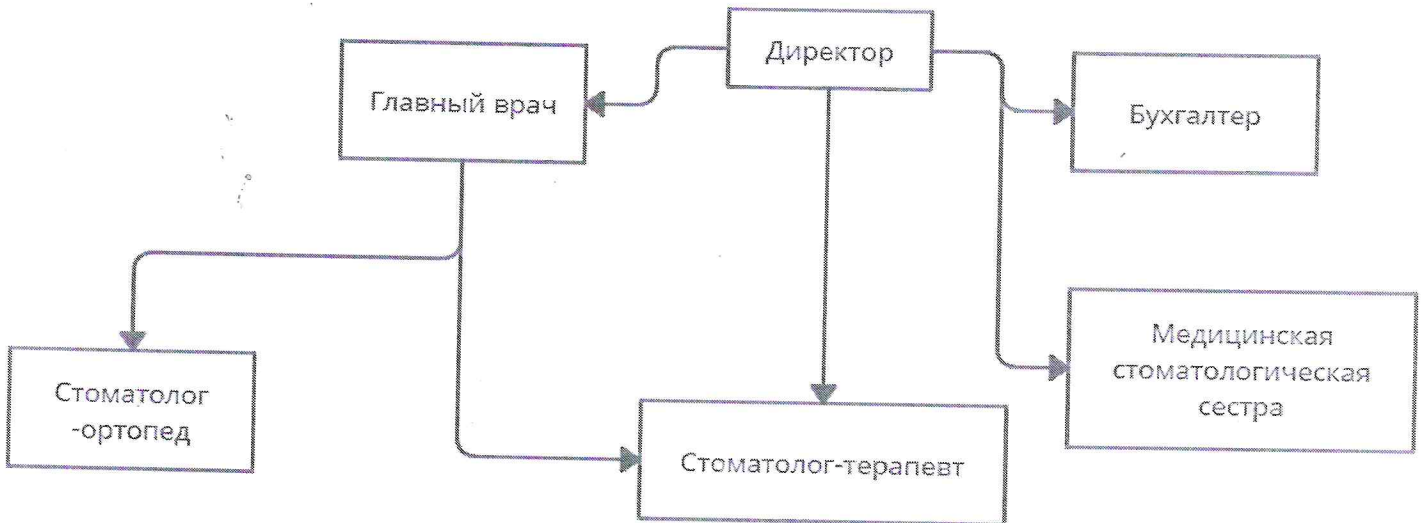 Директор
Главный врач
Бухгалтер
Медицинская
стоматологическая
сестра
Стоматолог
-ортопед
Стоматолог-терапевт